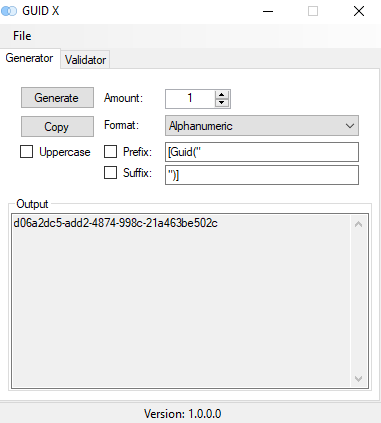 GUID X
File
Generator Validator
Generate Amount: 1
Copy Format: Alphanumeric
Uppercase Prefix: [Guid("
Suffix: ")]
Output
d06a2dc5-add2-4874-998c-21a463be502c
Version: 1.0.0.0